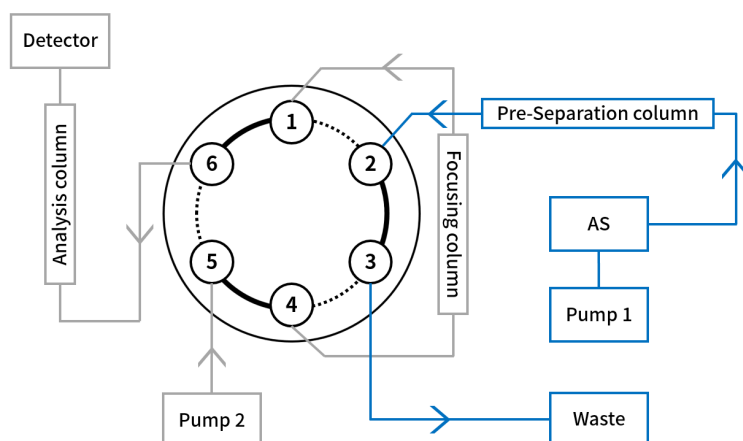 Detector
Pre-Separation column
1
2
6
Analysis column
Focusing column
AS
5
3
4
Pump 1
Pump 2
Waste